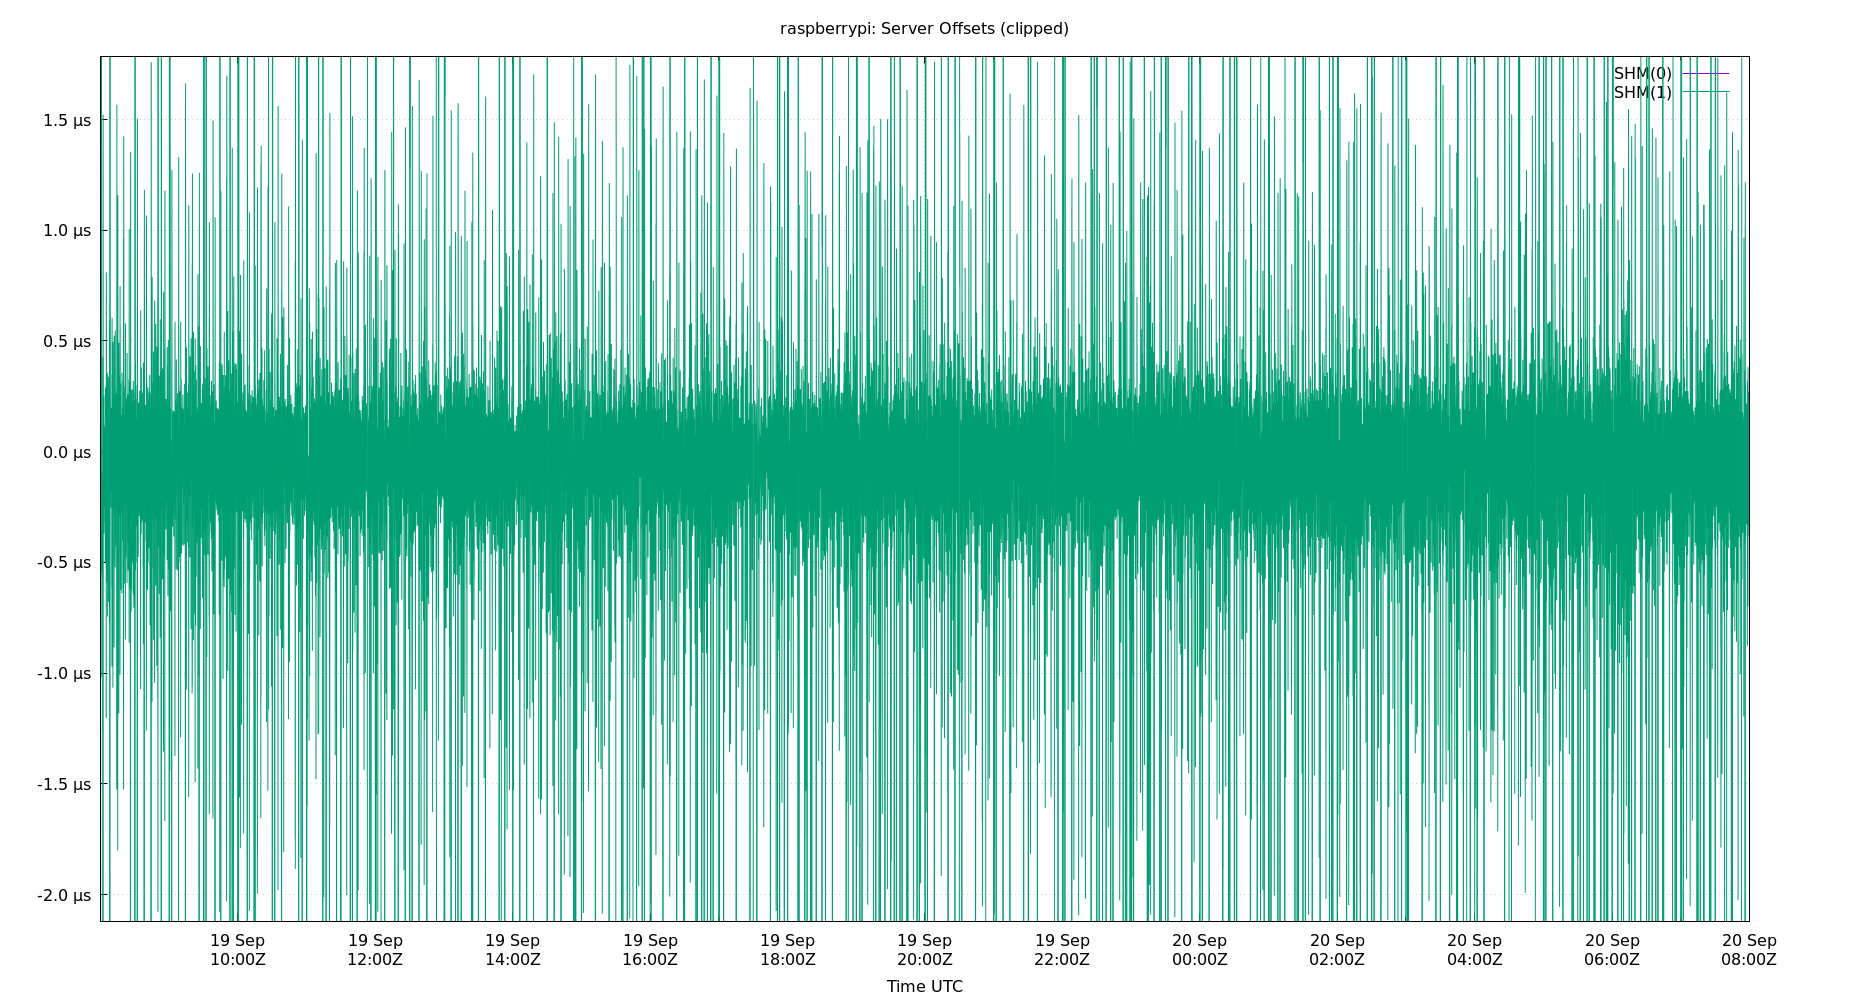 raspberrypi: Server Offsets (clipped)
SHM(0)
SHM(1)
1.5 µs
1.0 µs
0.5 µs
0.0 µs
-0.5 µs
-1.0 µs
-1.5 µs
-2.0 µs
19 Sep 19 Sep 19 Sep 19 Sep 19 Sep 19 Sep 19 Sep 20 Sep 20 Sep 20 Sep 20 Sep 20 Sep
10:00Z 12:00Z 14:00Z 16:00Z 18:00Z 20:00Z 22:00Z 00:00Z 02:00Z 04:00Z 06:00Z 08:00Z
Time UTC